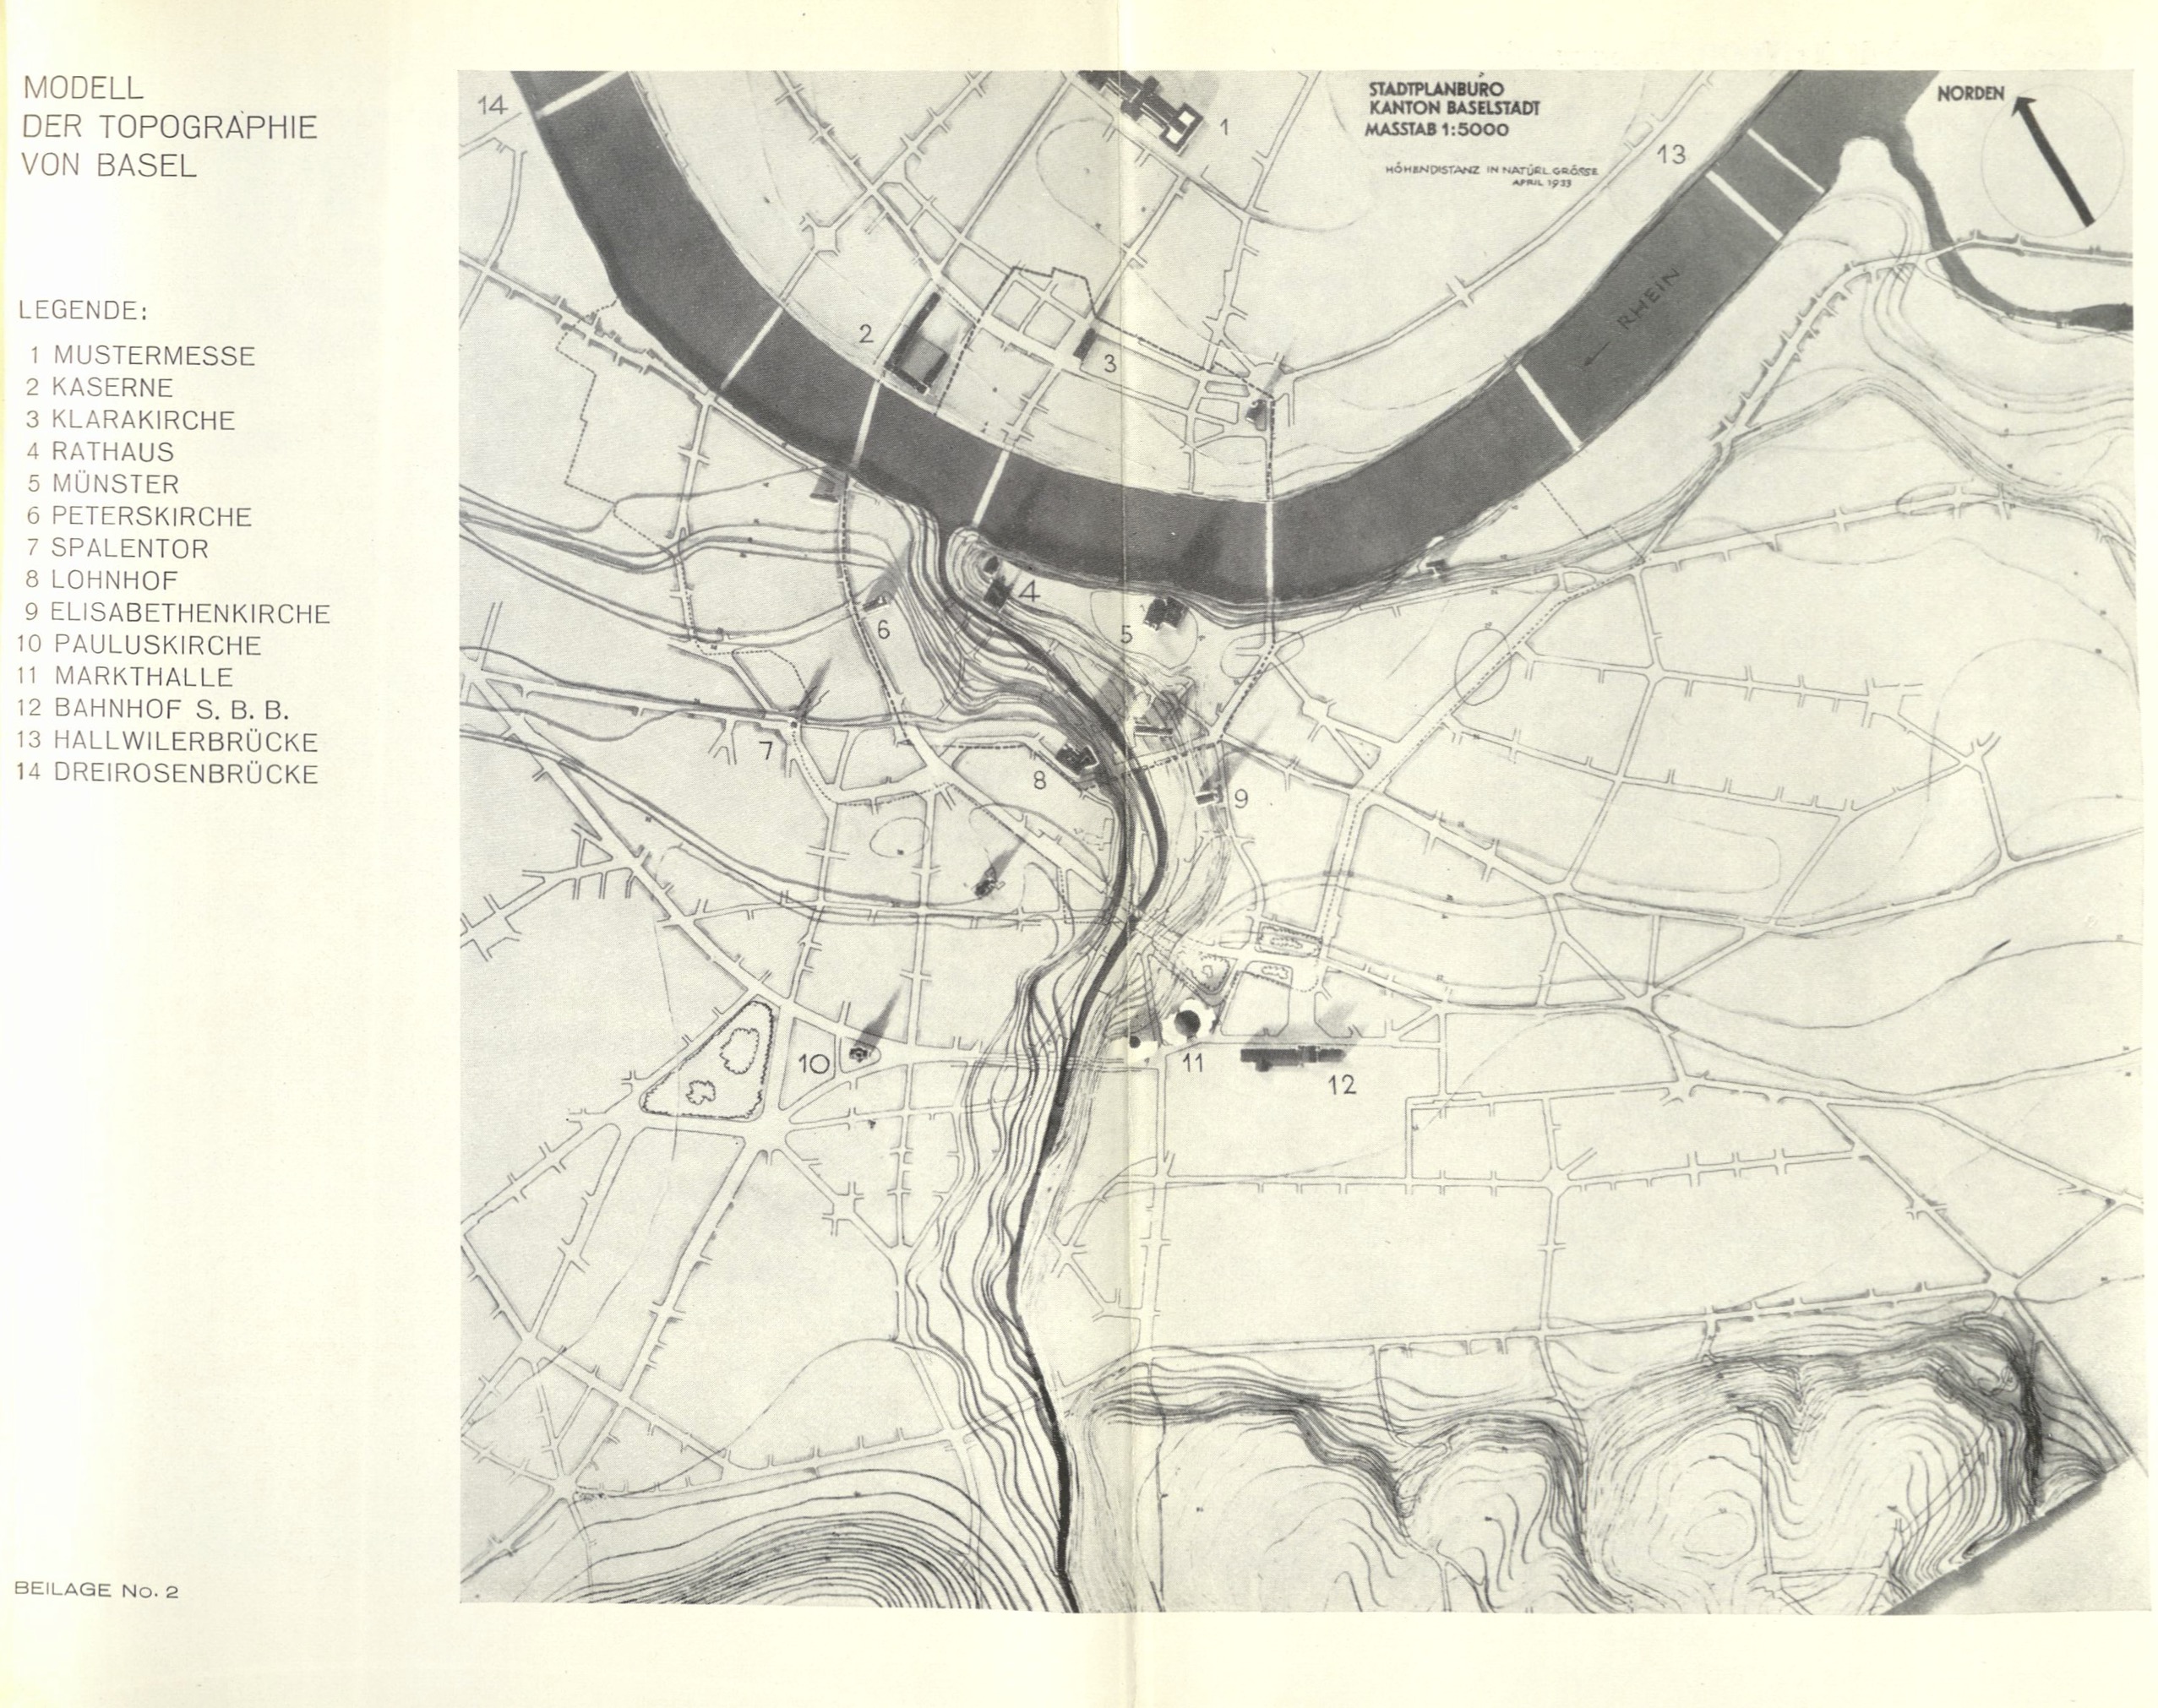 MODELL
DER TOPOGRAPHIE
VON BASEL
LEGENDE:
1 MUSTERMESSE
2 KASERNE
3 KLARAKIRCHE
4 RATHAUS
5 MÜNSTER
6 PETERSKIRCHE
7 SPALENTOR
8 LOHNHOF
9 ELISABETHENKIRCHE
10 PAULUSKIRCHE
11 MARKTHALLE
12 BAHNHOF S. B. B.
13 HALLWILERBRÜCKE
14 DREIROSENBRÜCKE
BEILAGE No. 2
STADTPLANBÜRO
KANTON BASELSTADT
MASSTAB 1:5000
HÖHENDISTANZ IN NATÜRL. GRÖSSE
APRIL 1933
NORDEN
RHEIN
14
1
13
2
3
4
5
6
7
8
9
10
11
12